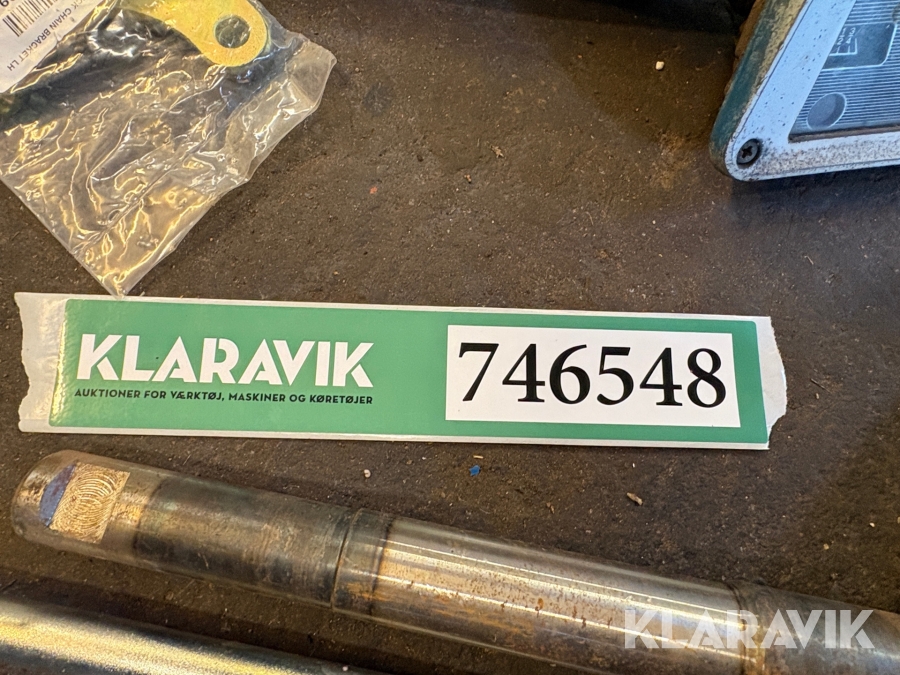 CHAIN BRACKET LH
KLARAVIK
AUKTIONER FOR VÆRKTØJ, MASKINER OG KØRETØJER
746548
KLARAVIK